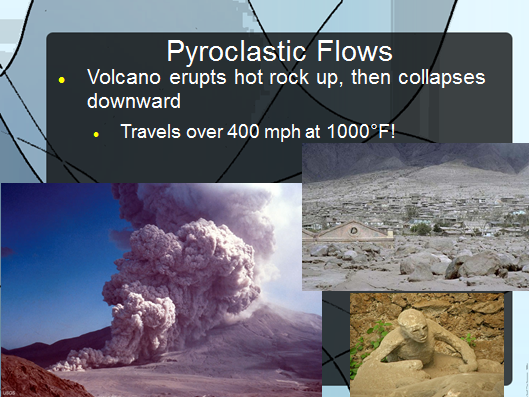 Pyroclastic Flows
Volcano erupts hot rock up, then collapses
downward
Travels over 400 mph at 1000°F!
USGS